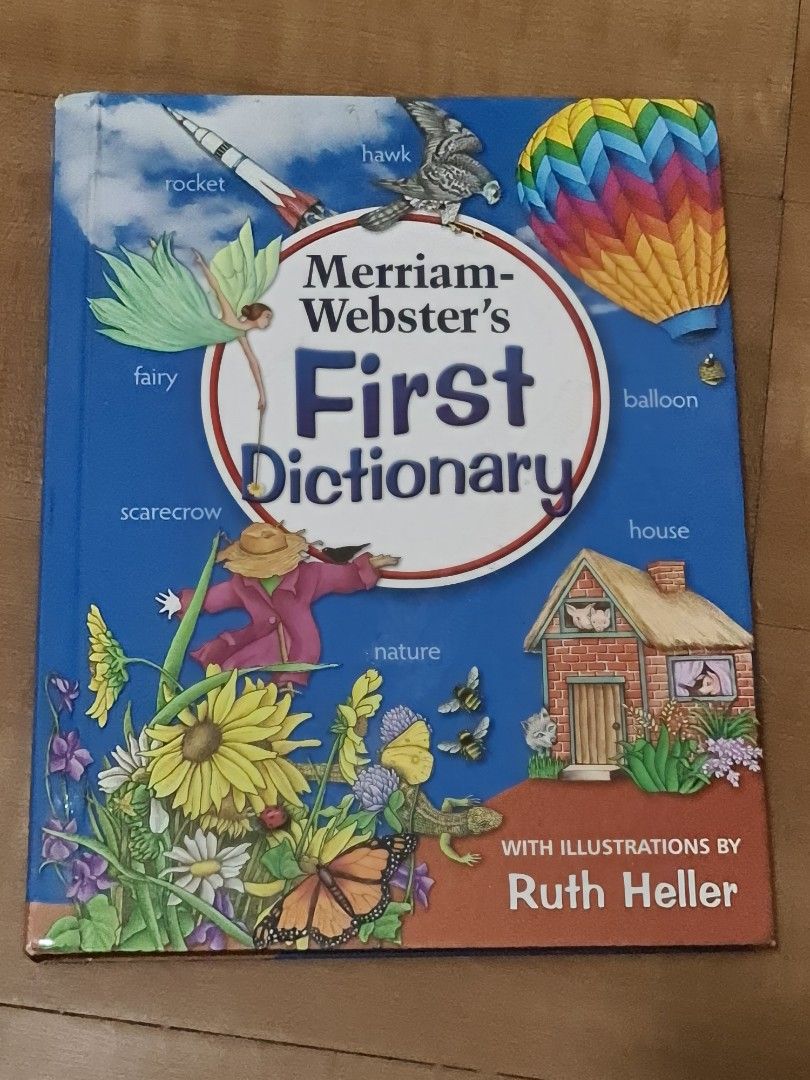 hawk
rocket
Merriam-
Webster's
First
Dictionary
fairy
balloon
scarecrow
house
nature
WITH ILLUSTRATIONS BY
Ruth Heller